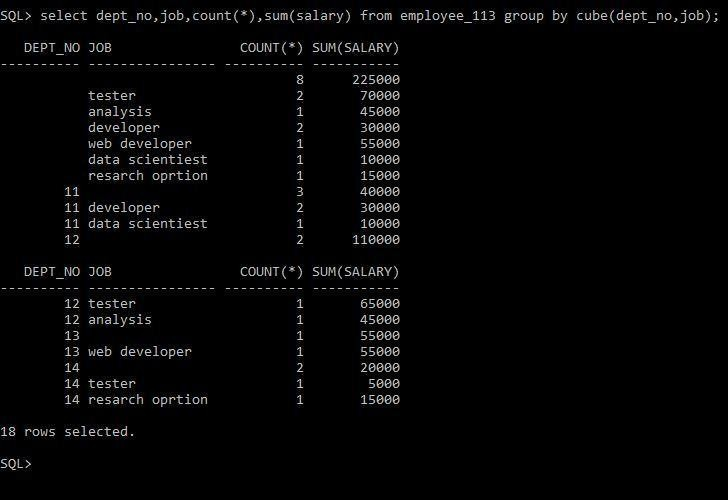 SQL> select dept_no,job,count(*),sum(salary) from employee_113 group by cube(dept_no,job);
DEPT_NO JOB COUNT(*) SUM(SALARY)
---------- ---------------- ---------- -----------
8 225000
tester 2 70000
analysis 1 45000
developer 2 30000
web developer 1 55000
data scientiest 1 10000
resarch oprtion 1 15000
11 3 40000
11 developer 2 30000
11 data scientiest 1 10000
12 2 110000
DEPT_NO JOB COUNT(*) SUM(SALARY)
---------- ---------------- ---------- -----------
12 tester 1 65000
12 analysis 1 45000
13 1 55000
13 web developer 1 55000
14 2 20000
14 tester 1 5000
14 resarch oprtion 1 15000
18 rows selected.
SQL>